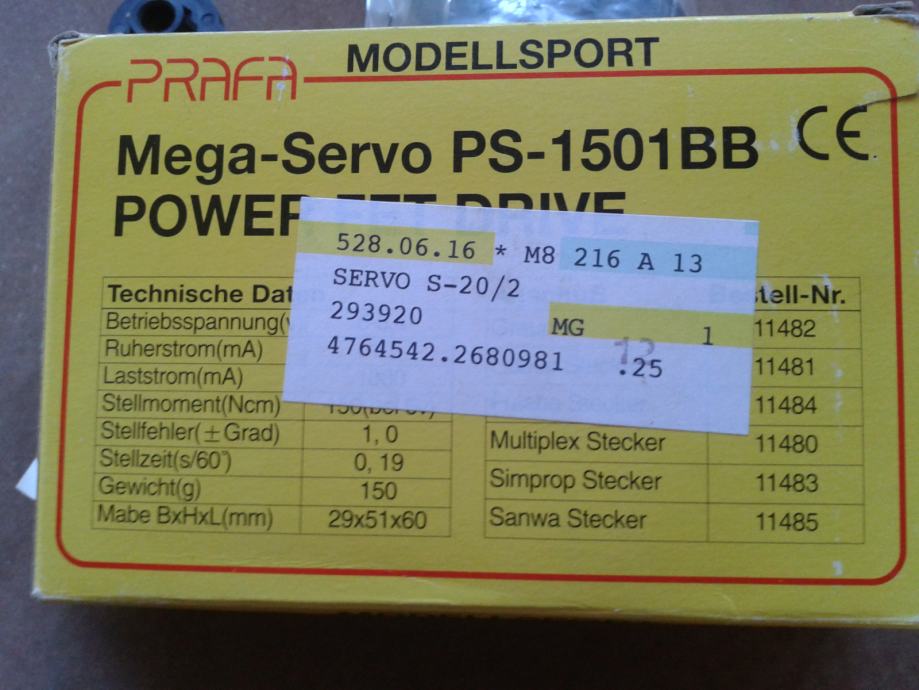 PRAFA MODELLSPORT
Mega-Servo PS-1501BB CE
POWER FET DRIVE
528.06.16 * M8 216 A 13
SERVO S-20/2
293920 MG 1
4764542.2680981 .25
Technische Daten
Bestell-Nr.
Betriebsspannung(
11482
Ruherstrom(mA)
11481
Laststrom(mA)
Stellmoment(Ncm)
11484
Stellfehler(±Grad) 1,0
Multiplex Stecker 11480
Stellzeit(s/60°) 0, 19
Gewicht(g) 150
Simprop Stecker 11483
Mabe BxHxL(mm) 29x51x60
Sanwa Stecker 11485